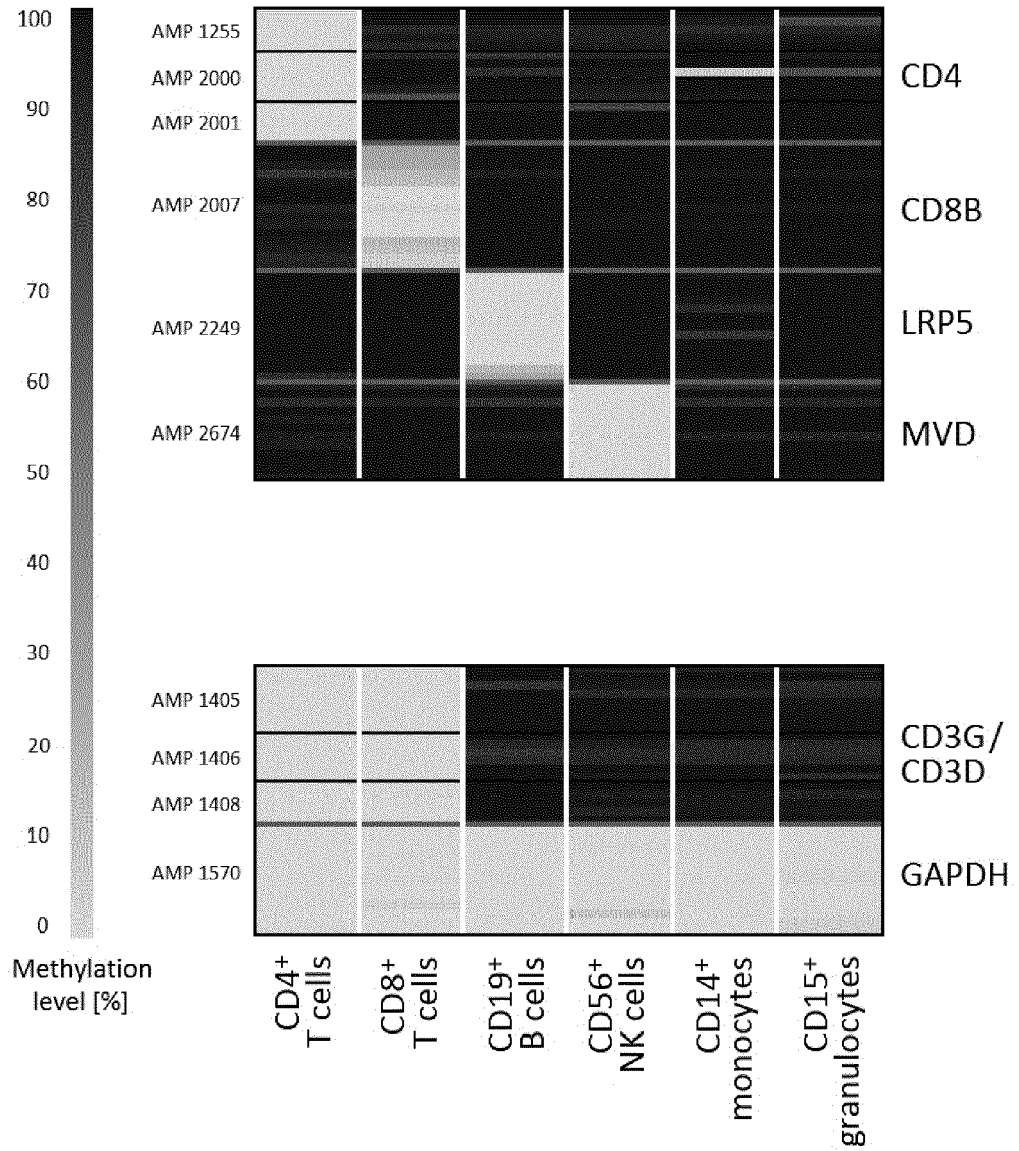 100
90
80
70
60
50
40
30
20
10
0
Methylation
level [%]
AMP 1255
AMP 2000
AMP 2001
AMP 2007
AMP 2249
AMP 2674
CD4
CD8B
LRP5
MVD
AMP 1405
AMP 1406
AMP 1408
AMP 1570
CD3G/
CD3D
GAPDH
CD4+
T cells
CD8+
T cells
CD19+
B cells
CD56+
NK cells
CD14+
monocytes
CD15+
granulocytes